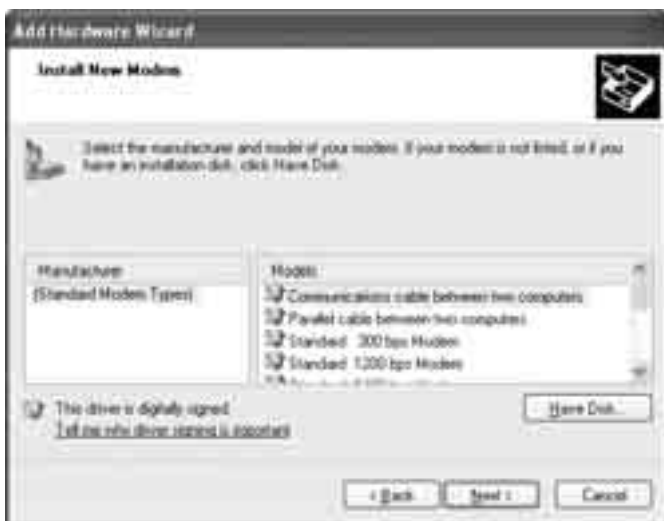 Add Hardware Wizard
Install New Modem
Select the manufacturer and model of your modem. If your modem is not listed, or if you
have an installation disk, click Have Disk.
Manufacturer
(Standard Modem Types)
Models
Communications cable between two computers
Parallel cable between two computers
Standard 300 bps Modem
Standard 1200 bps Modem
This driver is digitally signed.
Tell me why driver signing is important
Have Disk...
< Back
Next >
Cancel